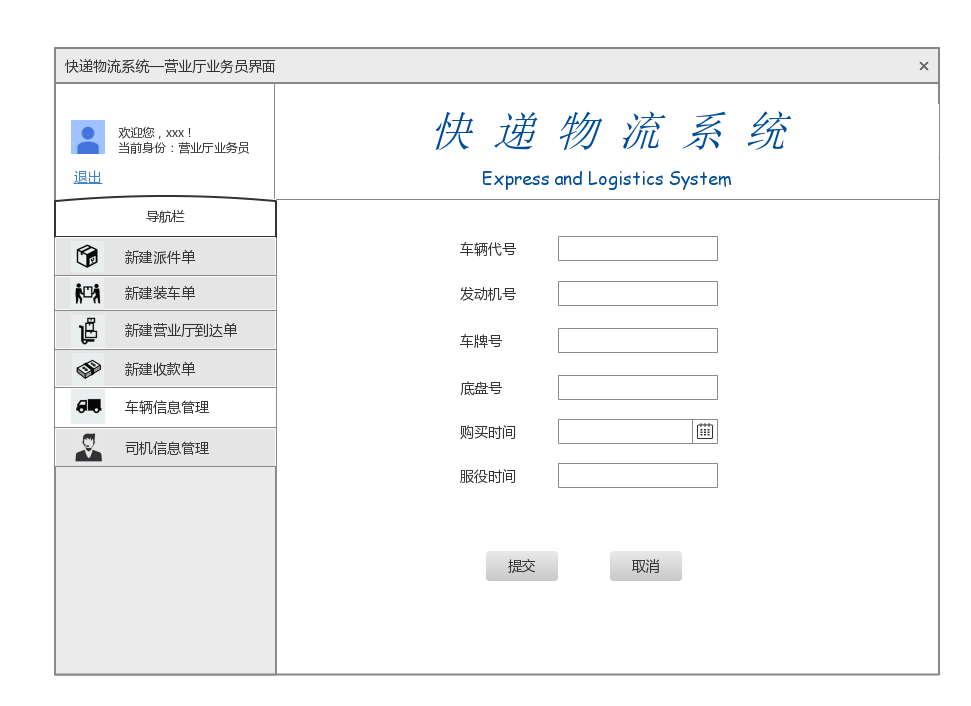 快递物流系统—营业厅业务员界面
×
欢迎您，xxx！
当前身份：营业厅业务员
退出
快递物流系统
Express and Logistics System
导航栏
新建派件单
新建装车单
新建营业厅到达单
新建收款单
车辆信息管理
司机信息管理
车辆代号
发动机号
车牌号
底盘号
购买时间
服役时间
提交 取消